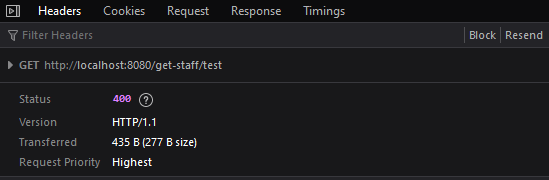 Headers Cookies Request Response Timings
Filter Headers Block Resend
GET http://localhost:8080/get-staff/test
Status 400 ?
Version HTTP/1.1
Transferred 435 B (277 B size)
Request Priority Highest